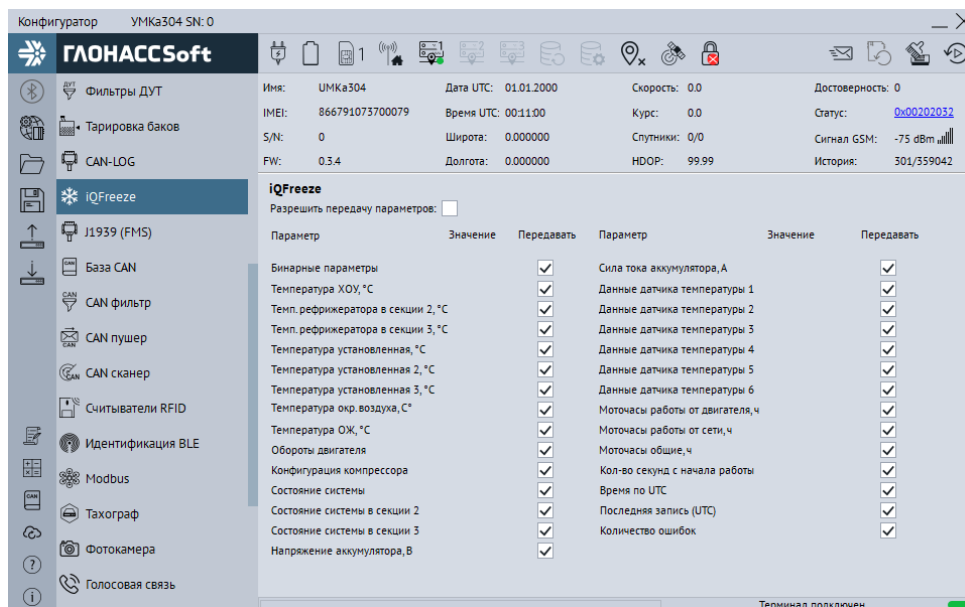 Конфигуратор УМКа304 SN: 0
ГЛОНАССSoft
1
Фильтры ДУТ
Тарировка баков
CAN-LOG
iQFreeze
J1939 (FMS)
База CAN
CAN фильтр
CAN пушер
CAN сканер
Считыватели RFID
Идентификация BLE
Modbus
Тахограф
Фотокамера
Голосовая связь
Имя: UMKa304 Дата UTC: 01.01.2000 Скорость: 0.0 Достоверность: 0
IMEI: 866791073700079 Время UTC: 00:11:00 Курс: 0.0 Статус: 0x00202032
S/N: 0 Широта: 0.000000 Спутники: 0/0 Сигнал GSM: -75 dBm
FW: 0.3.4 Долгота: 0.000000 HDOP: 99.99 История: 301/359042
iQFreeze
Разрешить передачу параметров:
Параметр Значение Передавать Параметр Значение Передавать
Бинарные параметры Сила тока аккумулятора, А
Температура ХОУ, °C Данные датчика температуры 1
Темп. рефрижератора в секции 2, °C Данные датчика температуры 2
Темп. рефрижератора в секции 3, °C Данные датчика температуры 3
Температура установленная, °C Данные датчика температуры 4
Температура установленная 2, °C Данные датчика температуры 5
Температура установленная 3, °C Данные датчика температуры 6
Температура окр. воздуха, C° Моточасы работы от двигателя, ч
Температура ОЖ, °C Моточасы работы от сети, ч
Обороты двигателя Моточасы общие, ч
Конфигурация компрессора Кол-во секунд с начала работы
Состояние системы Время по UTC
Состояние системы в секции 2 Последняя запись (UTC)
Состояние системы в секции 3 Количество ошибок
Напряжение аккумулятора, В
Терминал подключен